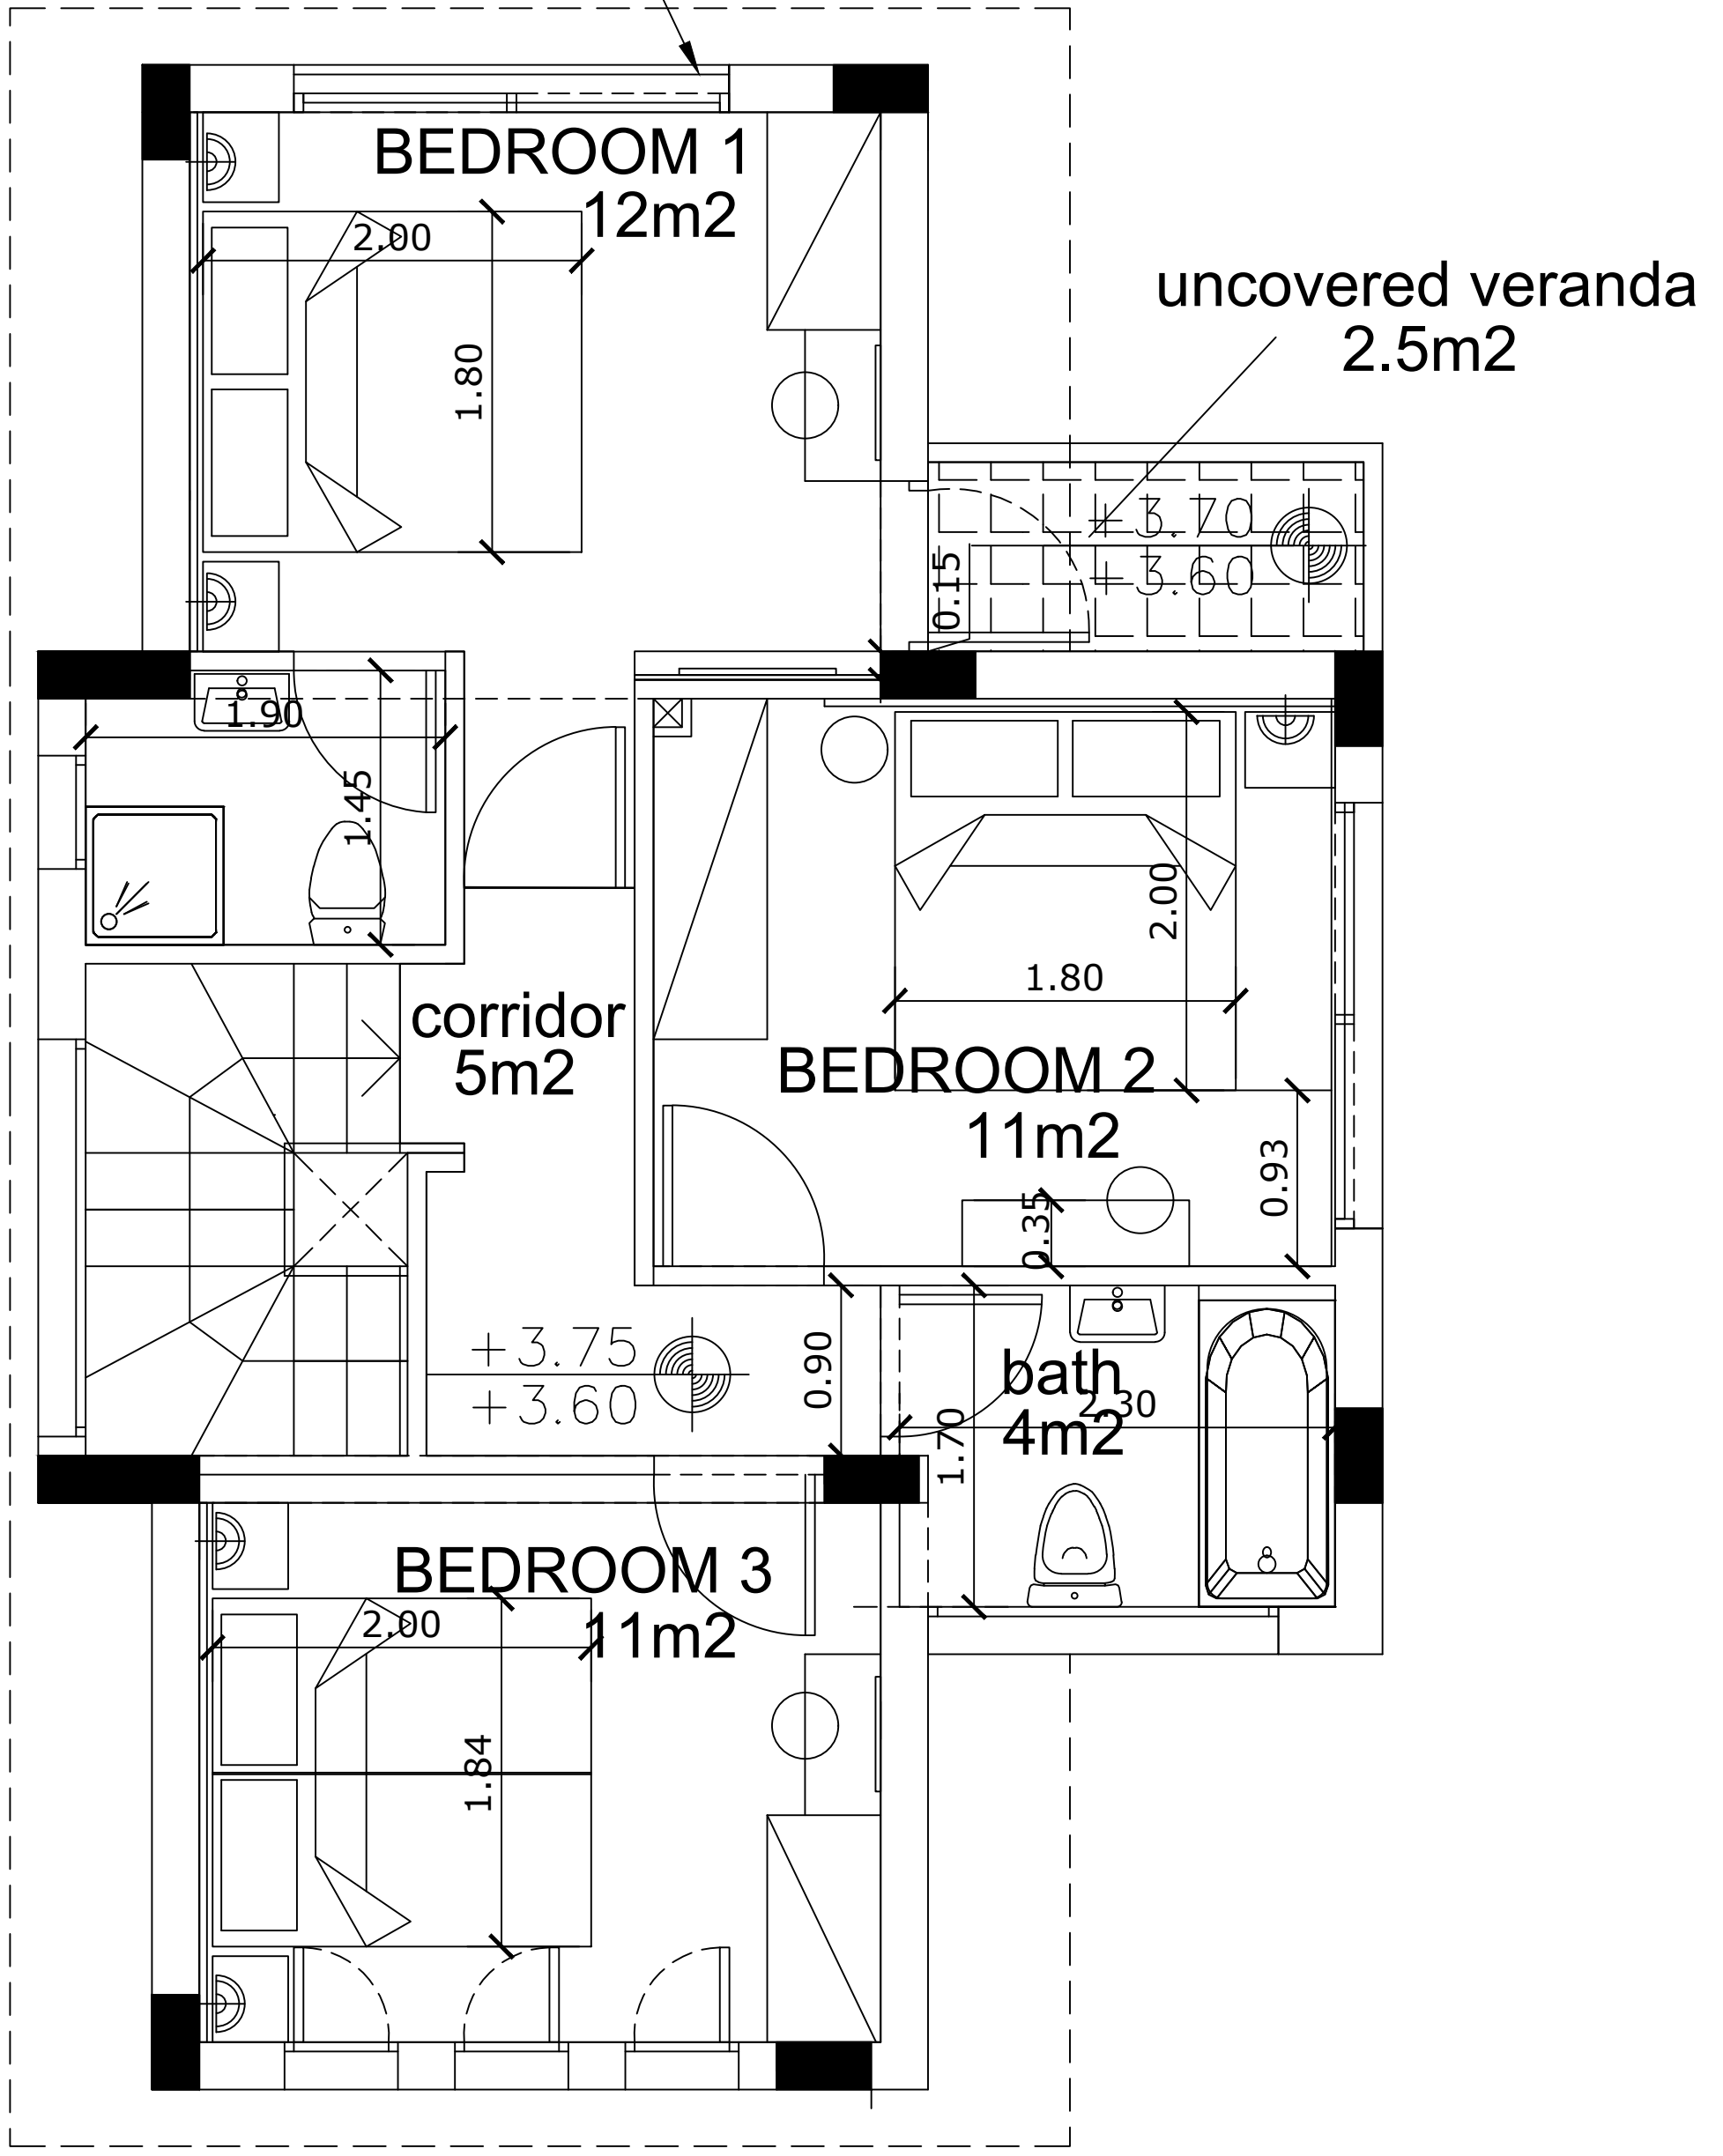 BEDROOM 1
12m2
2.00
1.80
uncovered veranda
2.5m2
+3.70
+3.60
0.15
1.90
1.45
2.00
1.80
corridor
5m2
BEDROOM 2
11m2
0.93
0.35
+3.75
+3.60
0.90
bath
4m2
2.30
1.70
BEDROOM 3
11m2
2.00
1.84